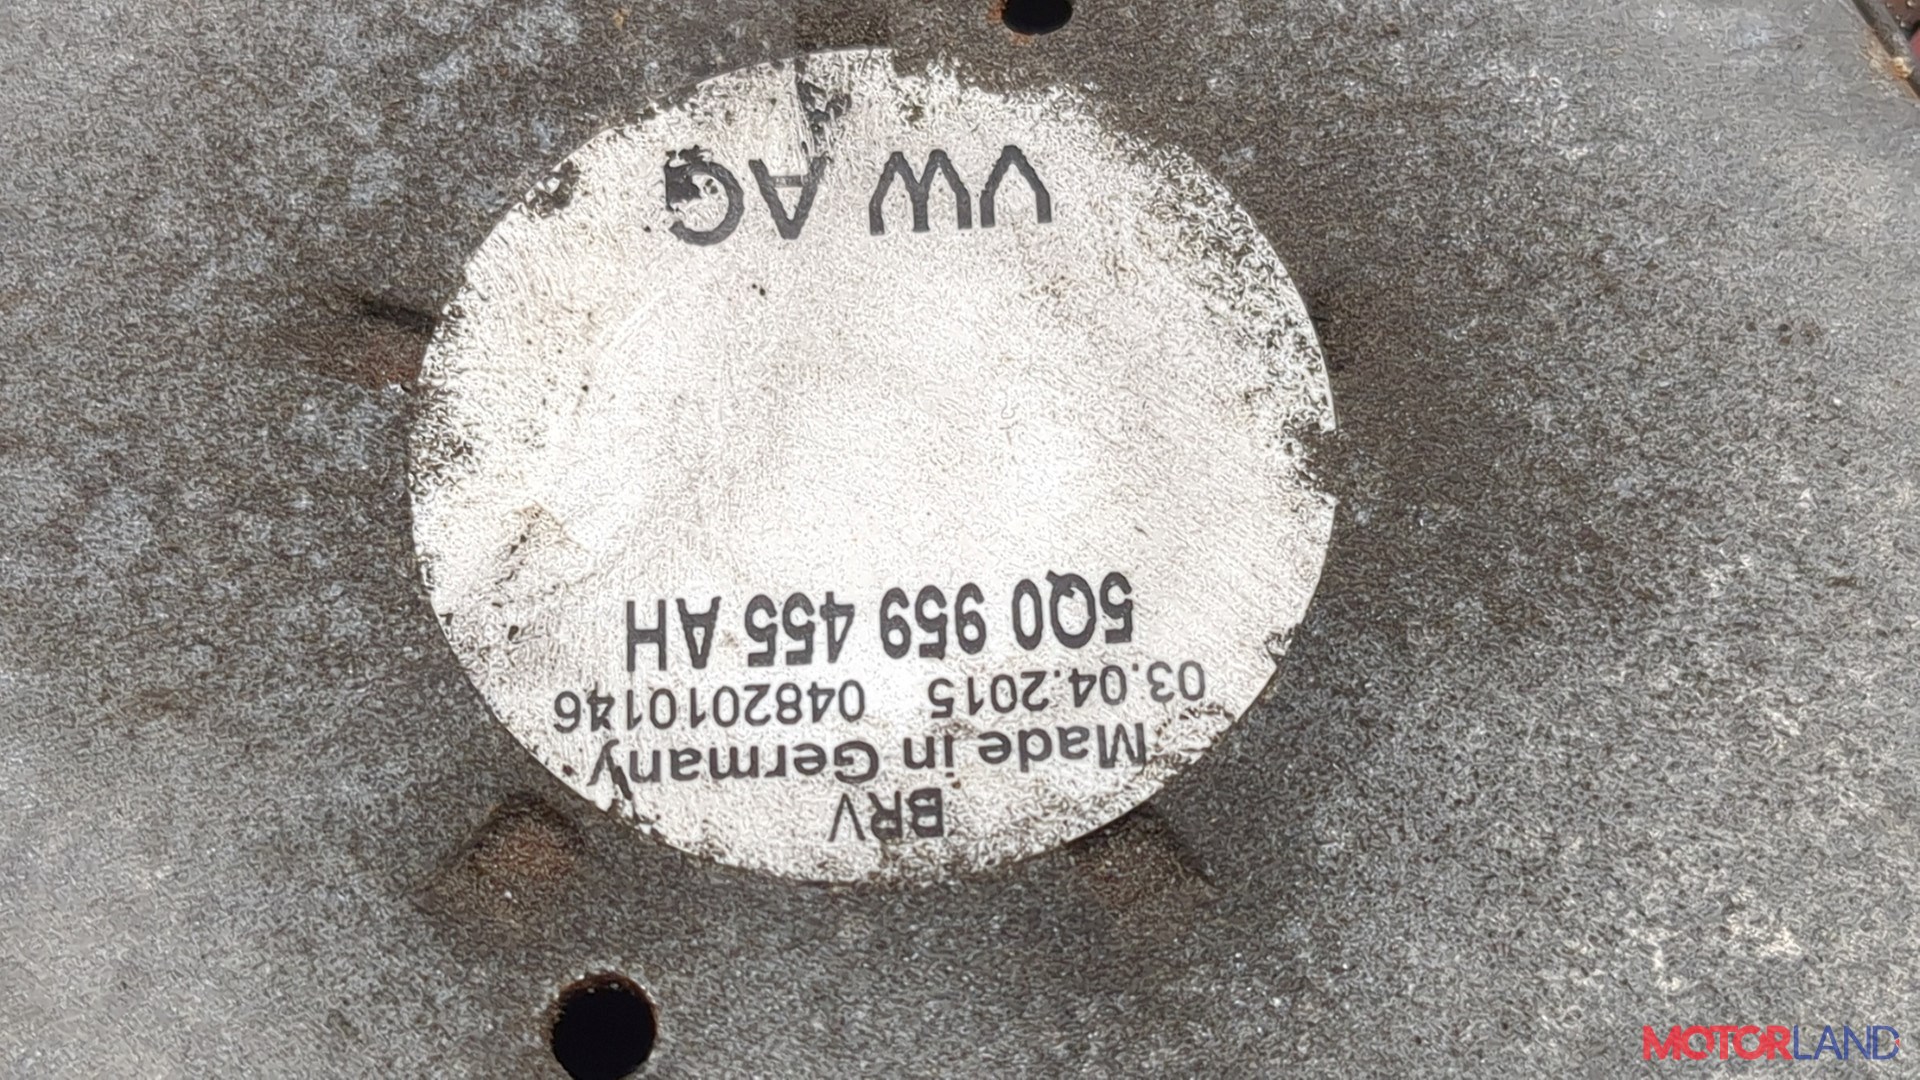 BRV
Made in Germany
03.04.2015 0482010146
5Q0 959 455 AH
VW AG
MOTORLAND